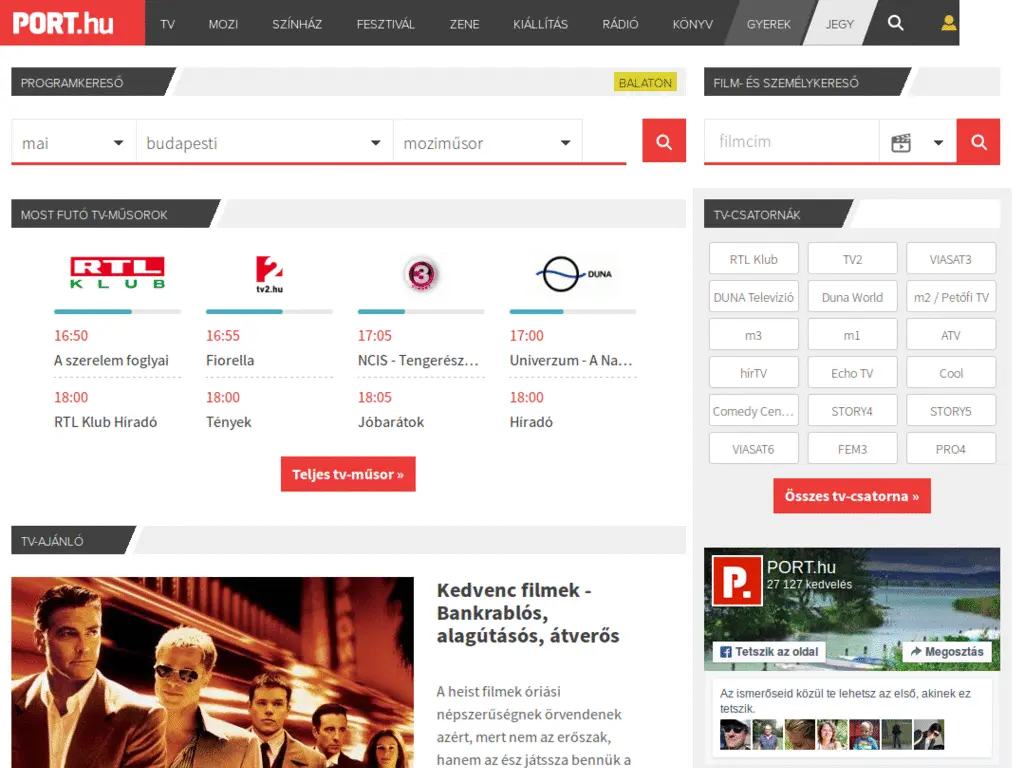 PORT.hu
TV MOZI SZÍNHÁZ FESZTIVÁL ZENE KIÁLLÍTÁS RÁDIÓ KÖNYV GYEREK JEGY
PROGRAMKERESŐ
BALATON
mai budapesti moziműsor
FILM- ÉS SZEMÉLYKERESŐ
filmcím
MOST FUTÓ TV-MŰSOROK
RTL
KLUB
2
tv2.hu
3
DUNA
16:50 16:55 17:05 17:00
A szerelem foglyai Fiorella NCIS - Tengerész... Univerzum - A Na...
18:00 18:00 18:05 18:00
RTL Klub Híradó Tények Jóbarátok Híradó
Teljes tv-műsor »
TV-CSATORNÁK
RTL Klub TV2 VIASAT3
DUNA Televízió Duna World m2 / Petőfi TV
m3 m1 ATV
hírTV Echo TV Cool
Comedy Cen... STORY4 STORY5
VIASAT6 FEM3 PRO4
Összes tv-csatorna »
TV-AJÁNLÓ
Kedvenc filmek -
Bankrablós,
alagútásós, átverős
A heist filmek óriási
népszerűségnek örvendenek
azért, mert nem az erőszak,
hanem az ész játssza bennük a
P.
PORT.hu
27 127 kedvelés
Tetszik az oldal
Megosztás
Az ismerőseid közül te lehetsz az első, akinek ez
tetszik.